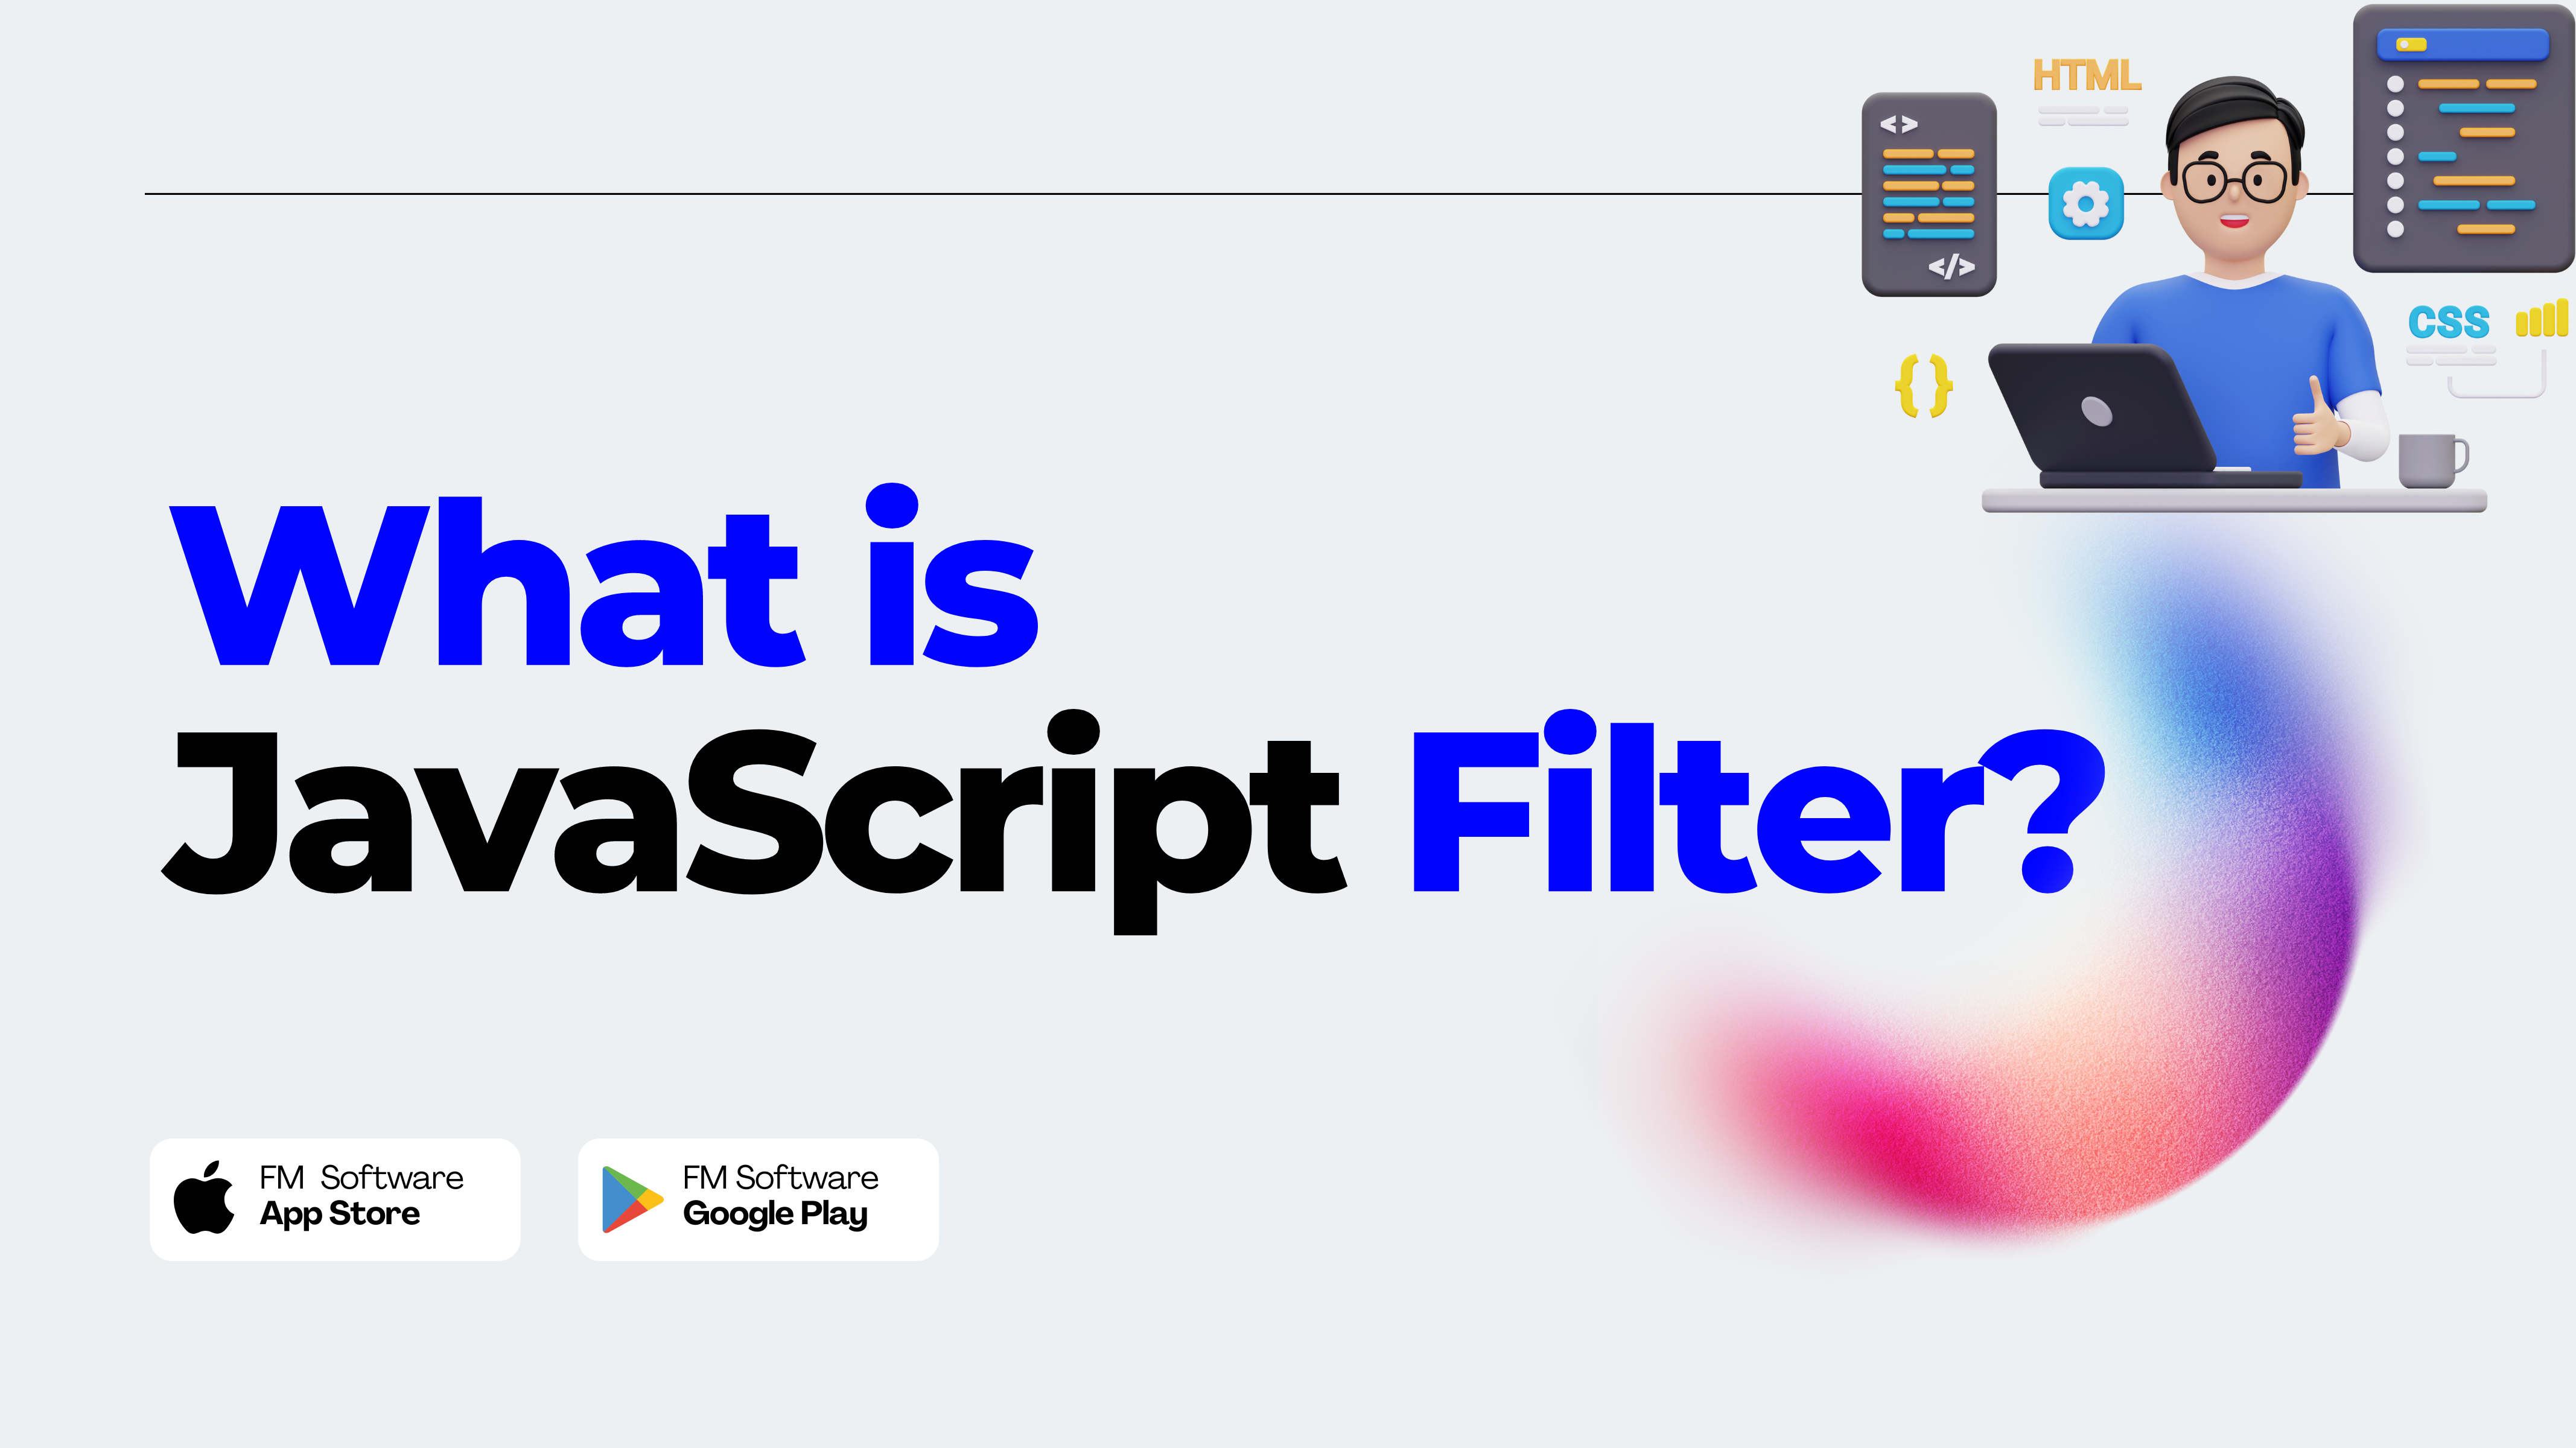 HTML
<>
</>
CSS
{}
What is
JavaScript Filter?
FM Software
App Store
FM Software
Google Play